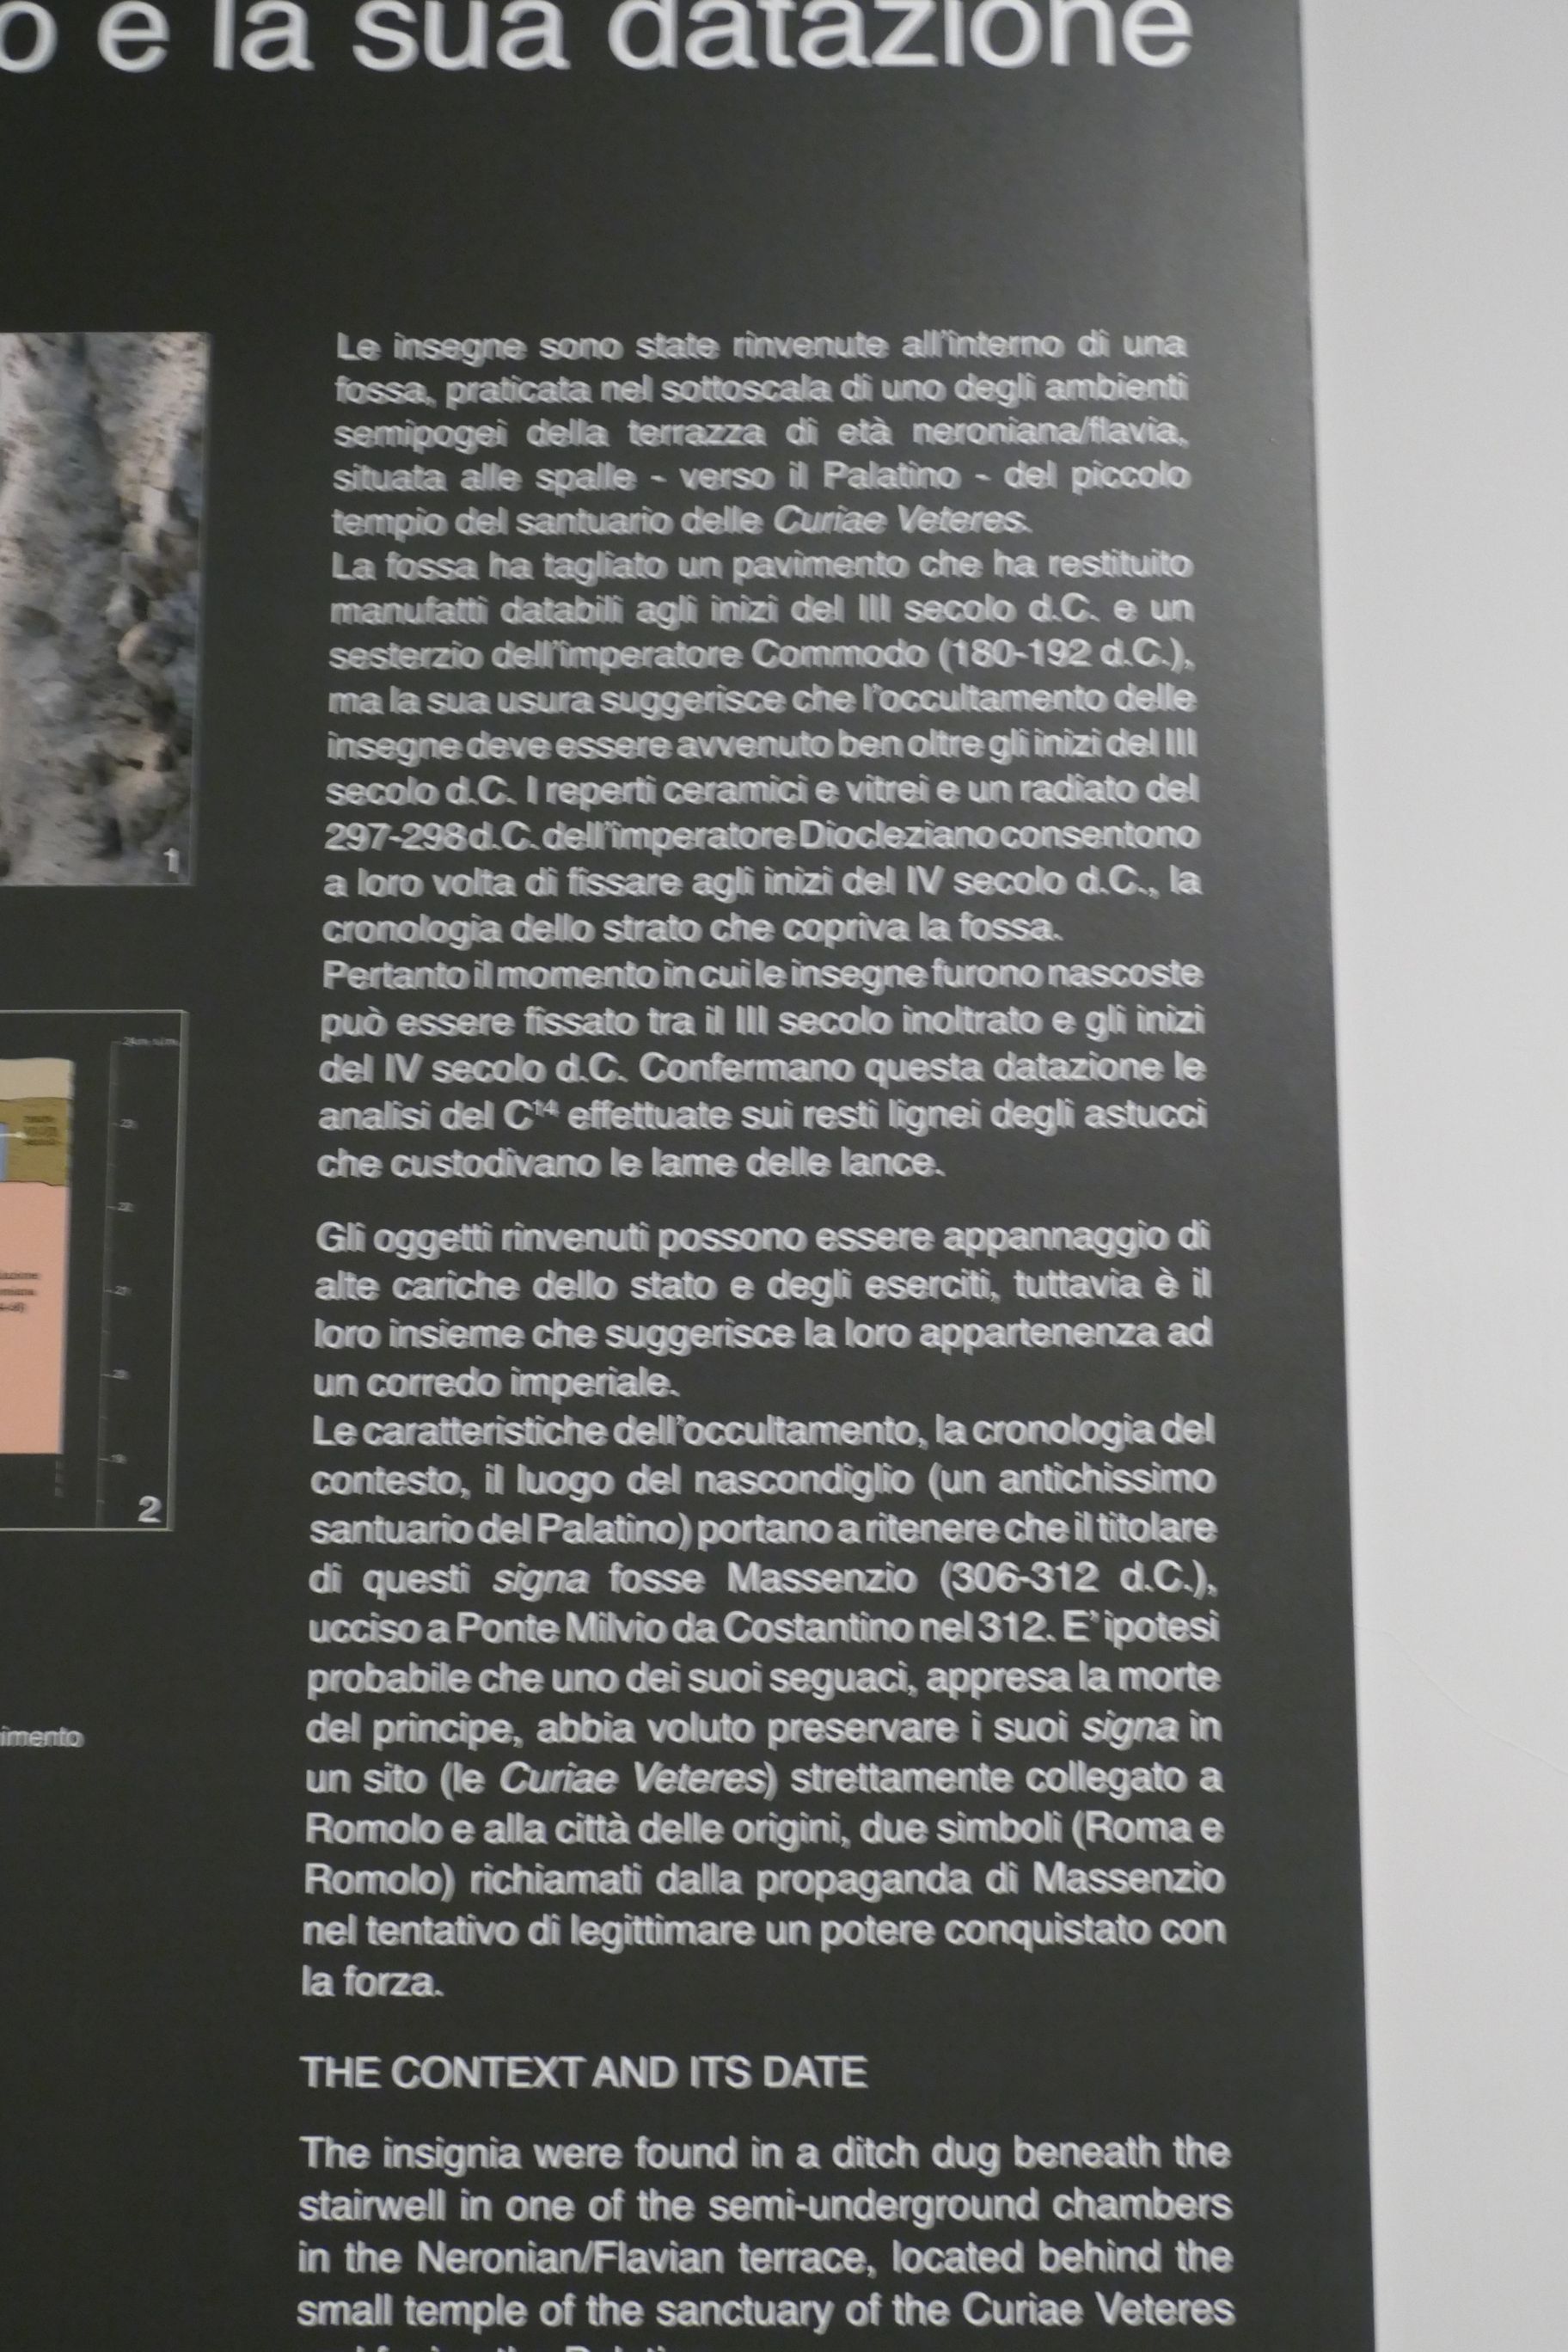 o e la sua datazione
Le insegne sono state rinvenute all'interno di una
fossa, praticata nel sottoscala di uno degli ambienti
semipogei della terrazza di età neroniana/flavia,
situata alle spalle - verso il Palatino - del piccolo
tempio del santuario delle Curiae Veteres.
La fossa ha tagliato un pavimento che ha restituito
manufatti databili agli inizi del III secolo d.C. e un
sesterzio dell'imperatore Commodo (180-192 d.C.),
ma la sua usura suggerisce che l'occultamento delle
insegne deve essere avvenuto ben oltre gli inizi del III
secolo d.C. I reperti ceramici e vitrei e un radiato del
297-298 d.C. dell'imperatore Diocleziano consentono
a loro volta di fissare agli inizi del IV secolo d.C., la
cronologia dello strato che copriva la fossa.
Pertanto il momento in cui le insegne furono nascoste
può essere fissato tra il III secolo inoltrato e gli inizi
del IV secolo d.C. Confermano questa datazione le
analisi del C¹⁴ effettuate sui resti lignei degli astucci
che custodivano le lame delle lance.
Gli oggetti rinvenuti possono essere appannaggio di
alte cariche dello stato e degli eserciti, tuttavia è il
loro insieme che suggerisce la loro appartenenza ad
un corredo imperiale.
Le caratteristiche dell'occultamento, la cronologia del
contesto, il luogo del nascondiglio (un antichissimo
santuario del Palatino) portano a ritenere che il titolare
di questi signa fosse Massenzio (306-312 d.C.),
ucciso a Ponte Milvio da Costantino nel 312. E' ipotesi
probabile che uno dei suoi seguaci, appresa la morte
del principe, abbia voluto preservare i suoi signa in
un sito (le Curiae Veteres) strettamente collegato a
Romolo e alla città delle origini, due simboli (Roma e
Romolo) richiamati dalla propaganda di Massenzio
nel tentativo di legittimare un potere conquistato con
la forza.
THE CONTEXT AND ITS DATE
The insignia were found in a ditch dug beneath the
stairwell in one of the semi-underground chambers
in the Neronian/Flavian terrace, located behind the
small temple of the sanctuary of the Curiae Veteres
1
2
imento